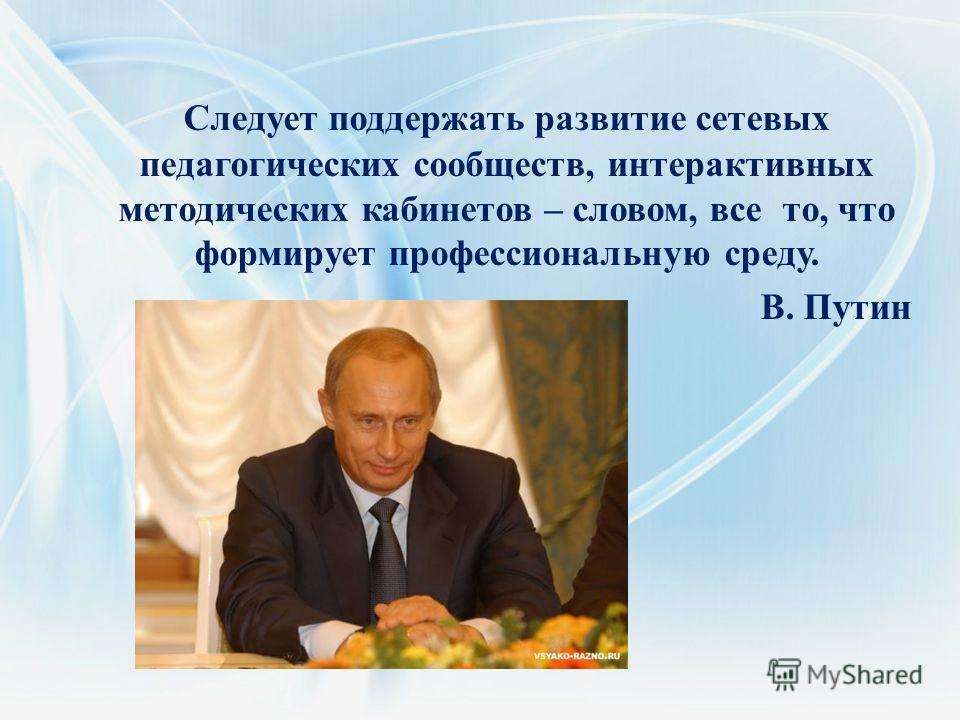 Следует поддержать развитие сетевых
педагогических сообществ, интерактивных
методических кабинетов – словом, все то, что
формирует профессиональную среду.
В. Путин
VSYAKO-RAZNO.RU
MyShared